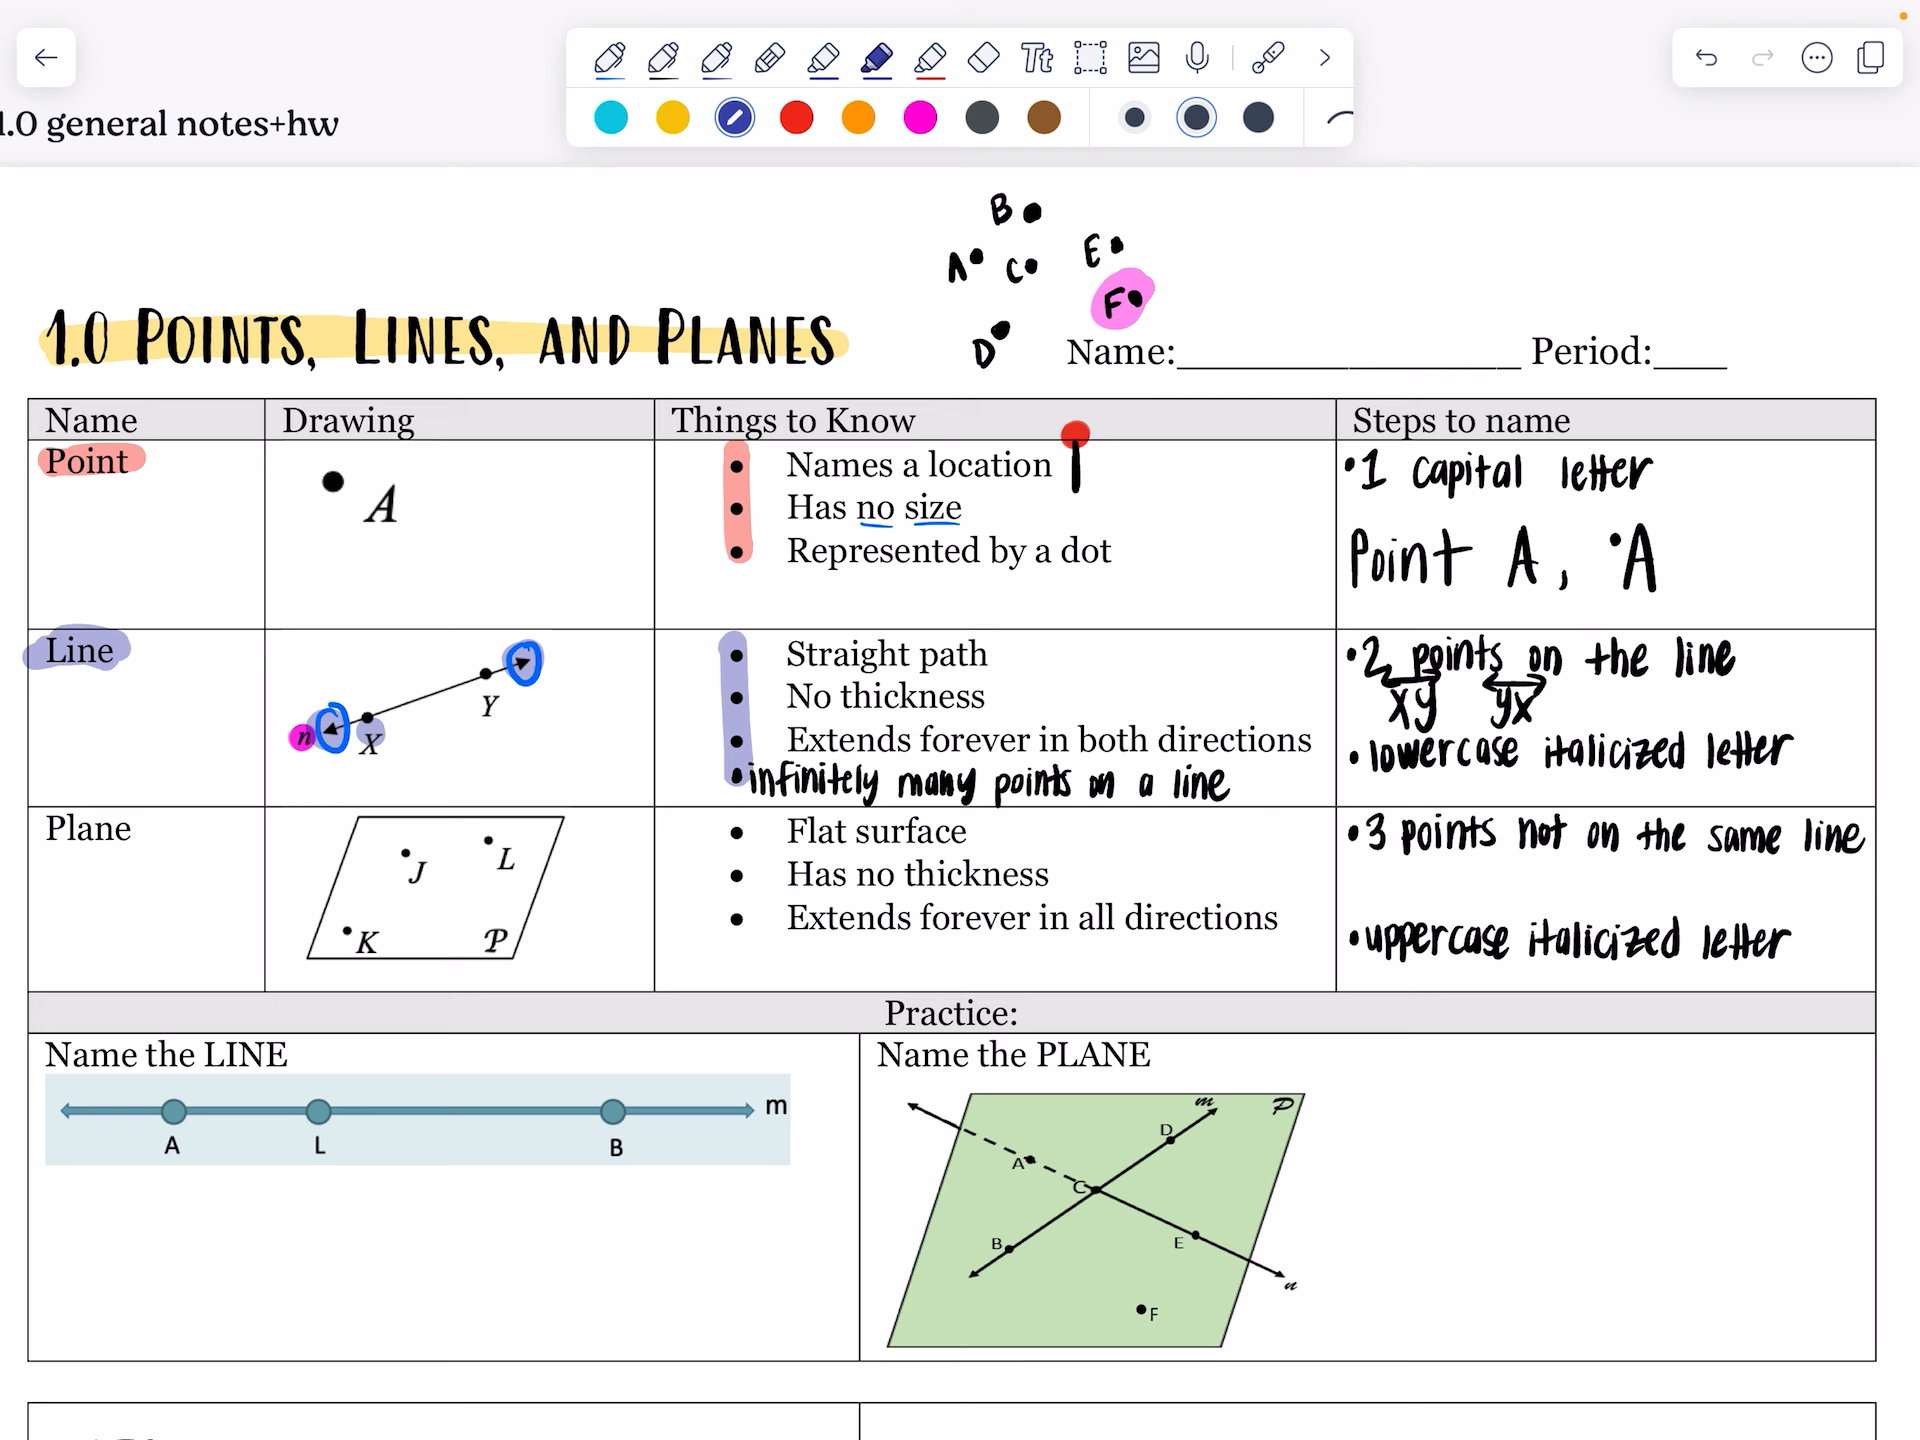 Tt
1.0 general notes+hw
B
A C E
F
D
1.0 POINTS, LINES, AND PLANES
Name:__________________ Period:____
Name Drawing Things to Know Steps to name
Point
A
Names a location
Has no size
Represented by a dot
•1 capital letter
Point A, •A
Line
n X Y
Straight path
No thickness
Extends forever in both directions
•infinitely many points on a line
•2 points on the line
xy yx
•lowercase italicized letter
Plane
J L
K P
Flat surface
Has no thickness
Extends forever in all directions
•3 points not on the same line
•uppercase italicized letter
Practice:
Name the LINE
m
A L B
Name the PLANE
m P
D
A
C
B E
n
F